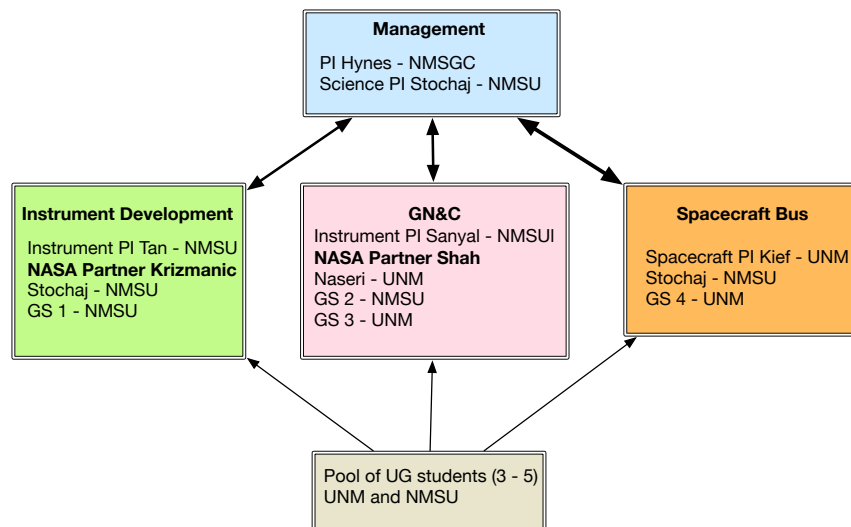 Management
PI Hynes - NMSGC
Science PI Stochaj - NMSU
Instrument Development
Instrument PI Tan - NMSU
NASA Partner Krizmanic
Stochaj - NMSU
GS 1 - NMSU
GN&C
Instrument PI Sanyal - NMSUI
NASA Partner Shah
Naseri - UNM
GS 2 - NMSU
GS 3 - UNM
Spacecraft Bus
Spacecraft PI Kief - UNM
Stochaj - NMSU
GS 4 - UNM
Pool of UG students (3 - 5)
UNM and NMSU